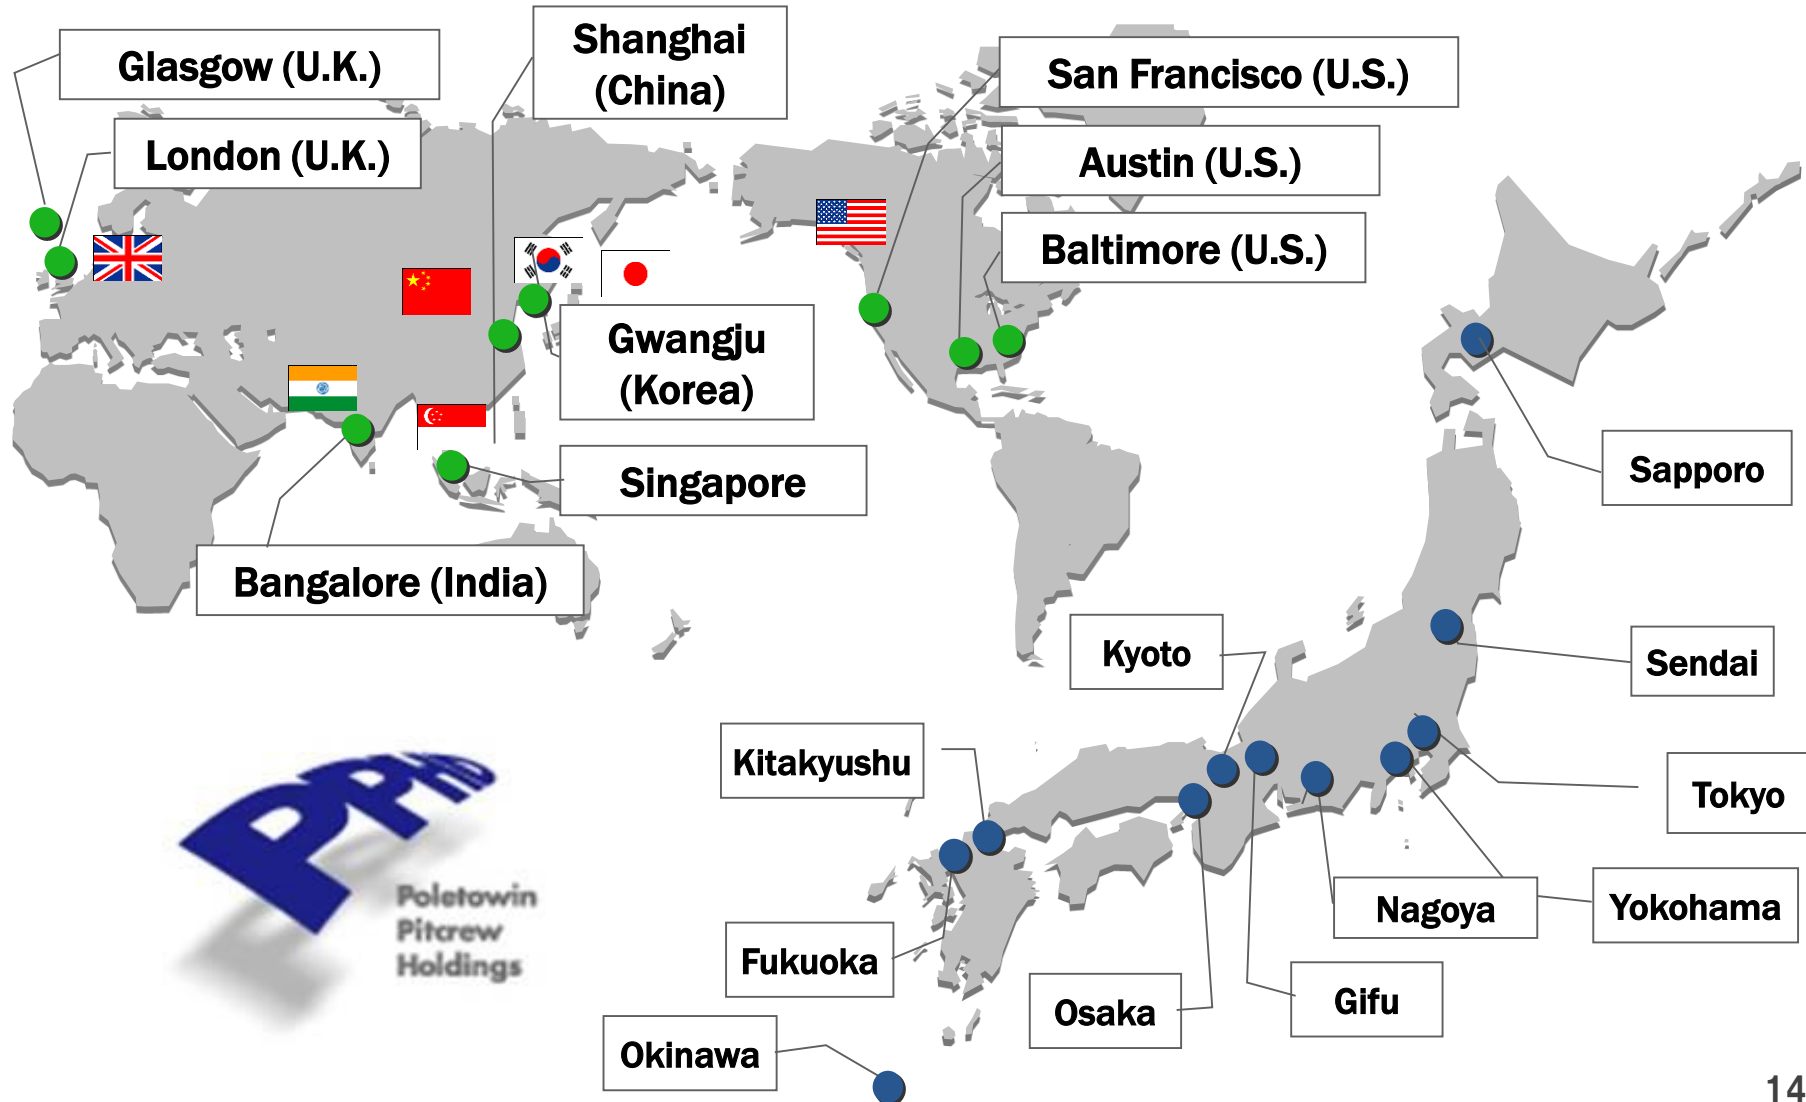 Glasgow (U.K.)
London (U.K.)
Shanghai
(China)
San Francisco (U.S.)
Austin (U.S.)
Baltimore (U.S.)
Gwangju
(Korea)
Singapore
Bangalore (India)
Sapporo
Sendai
Kyoto
Kitakyushu
Tokyo
Nagoya
Yokohama
Fukuoka
Osaka
Gifu
Okinawa
PPHD
Poletowin
Pitcrew
Holdings
14